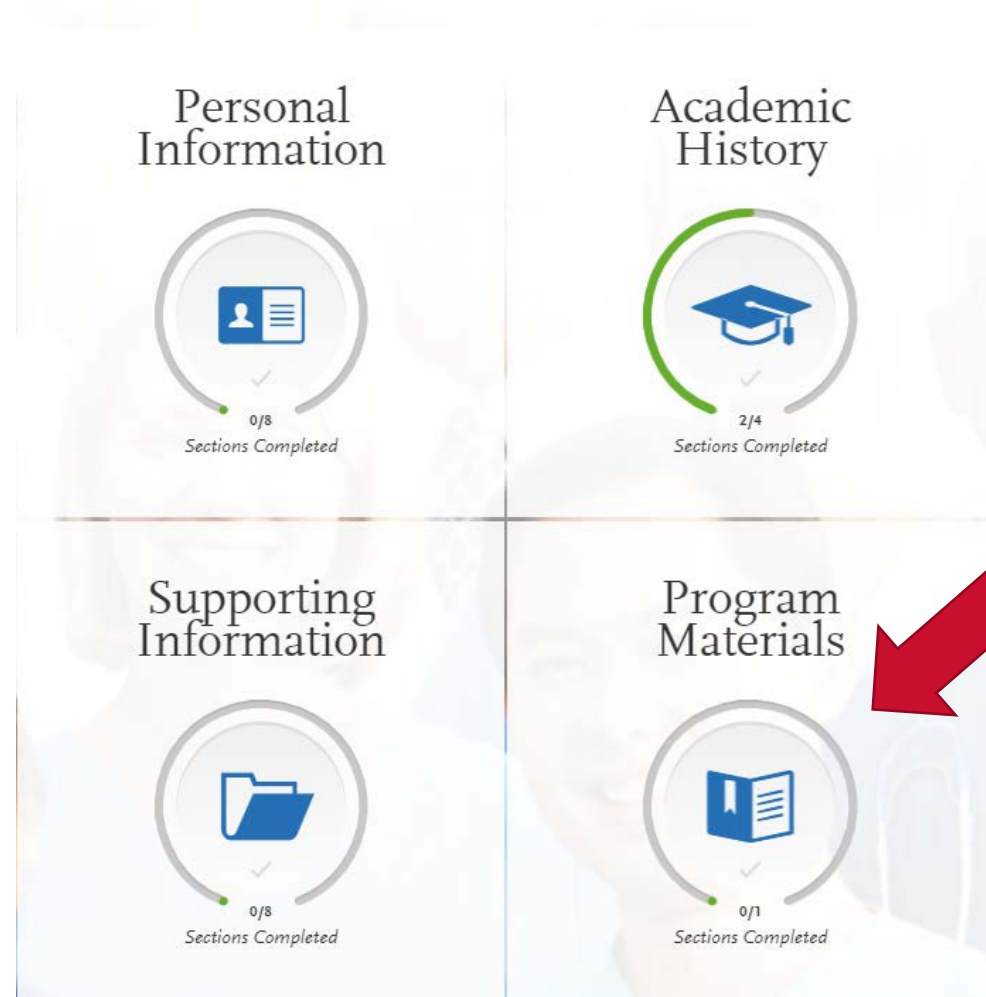 Personal
Information
0/8
Sections Completed
Academic
History
2/4
Sections Completed
Supporting
Information
0/8
Sections Completed
Program
Materials
0/1
Sections Completed